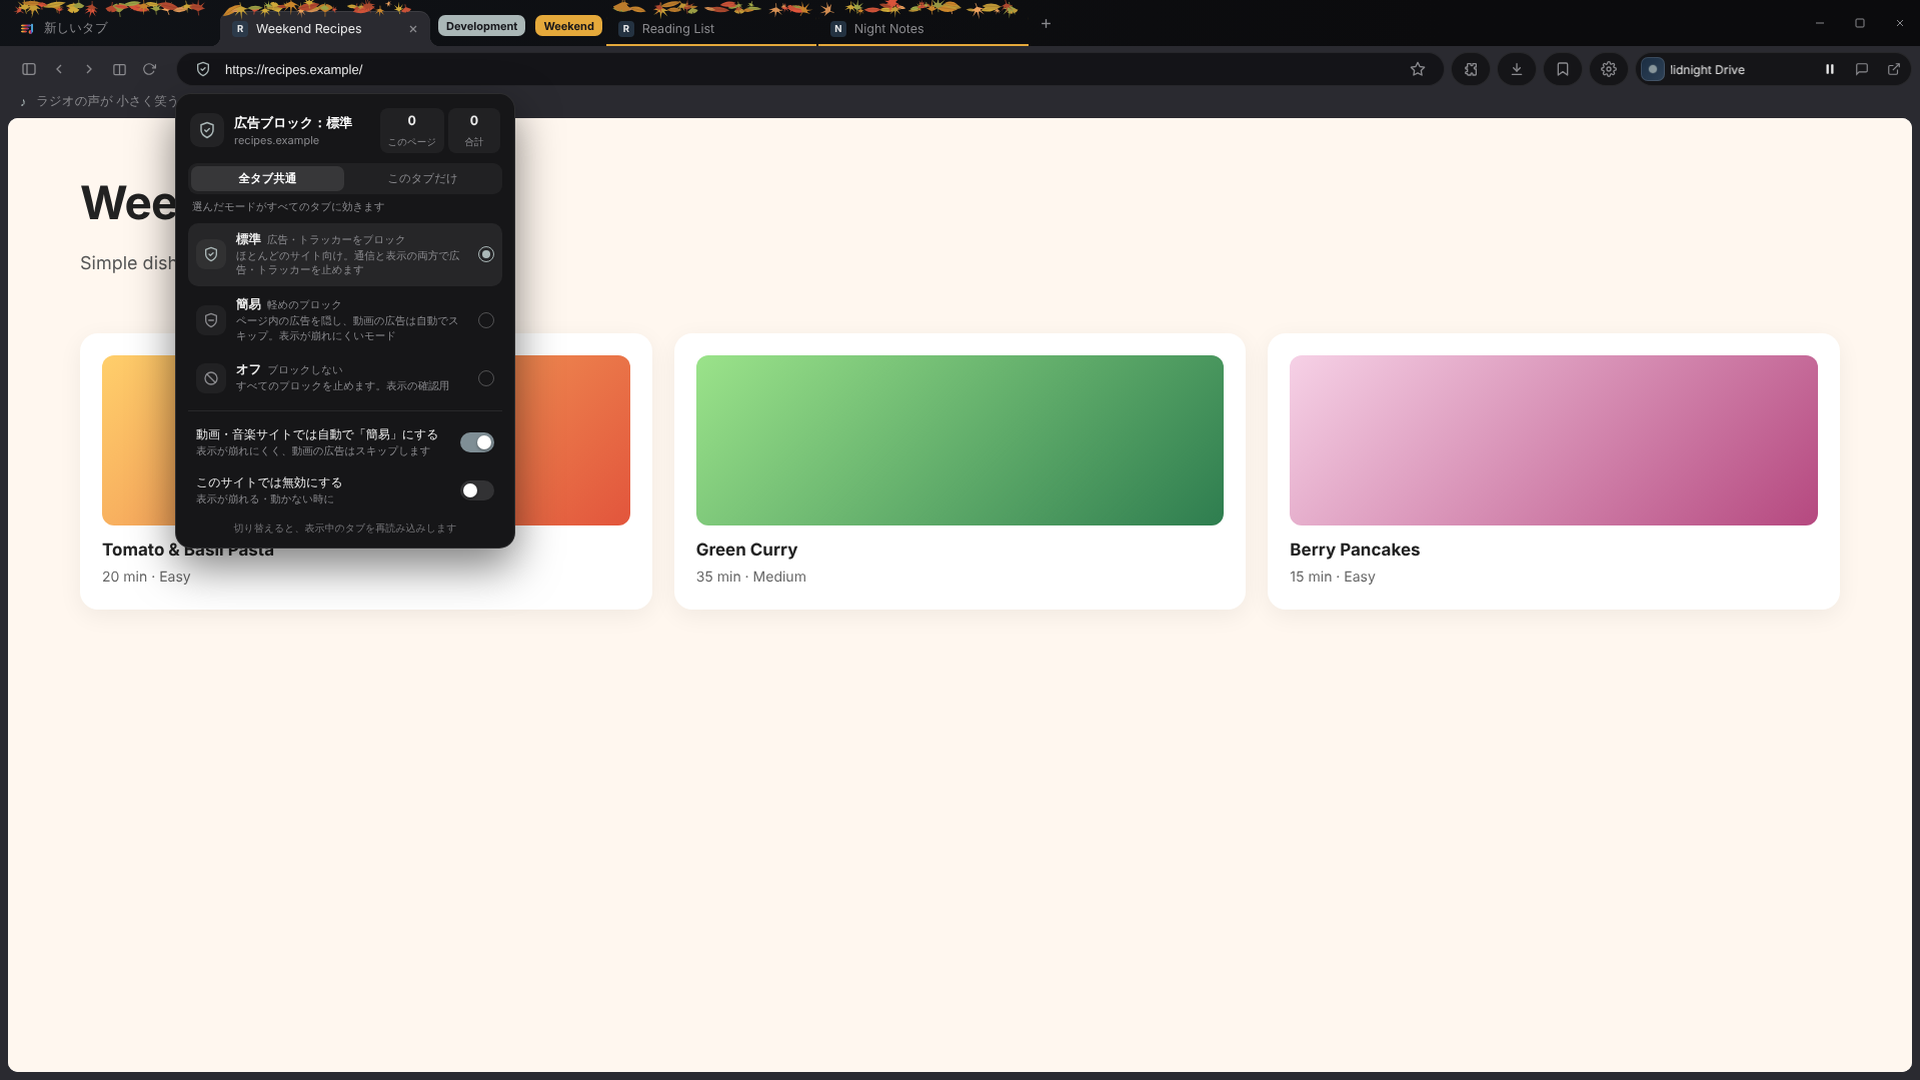 新しいタブ
R Weekend Recipes
Development
Weekend
R Reading List
N Night Notes
https://recipes.example/
lidnight Drive
♪ ラジオの声が 小さく笑う
広告ブロック：標準
recipes.example
0
このページ
0
合計
全タブ共通
このタブだけ
選んだモードがすべてのタブに効きます
標準 広告・トラッカーをブロック
ほとんどのサイト向け。通信と表示の両方で広
告・トラッカーを止めます
簡易 軽めのブロック
ページ内の広告を隠し、動画の広告は自動でス
キップ。表示が崩れにくいモード
オフ ブロックしない
すべてのブロックを止めます。表示の確認用
動画・音楽サイトでは自動で「簡易」にする
表示が崩れにくく、動画の広告はスキップします
このサイトでは無効にする
表示が崩れる・動かない時に
切り替えると、表示中のタブを再読み込みします
Wee
Simple dish
Tomato & Basil Pasta
20 min · Easy
Green Curry
35 min · Medium
Berry Pancakes
15 min · Easy